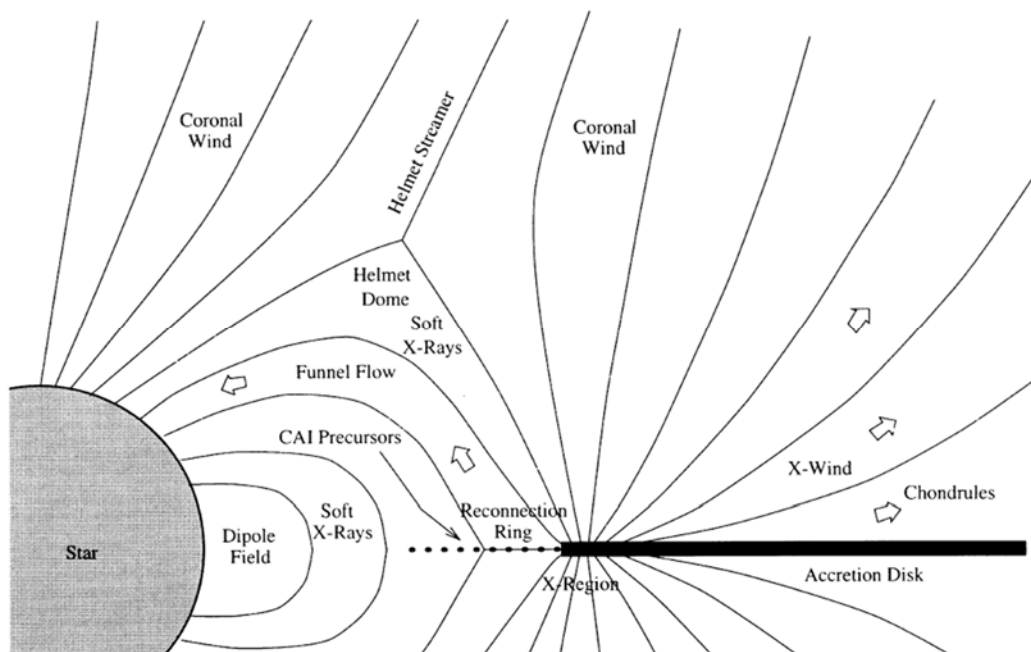 Coronal
Wind
Helmet Streamer
Coronal
Wind
Helmet
Dome
Soft
X-Rays
Funnel Flow
CAI Precursors
X-Wind
Chondrules
Reconnection
Ring
Soft
X-Rays
Dipole
Field
Star
X-Region
Accretion Disk